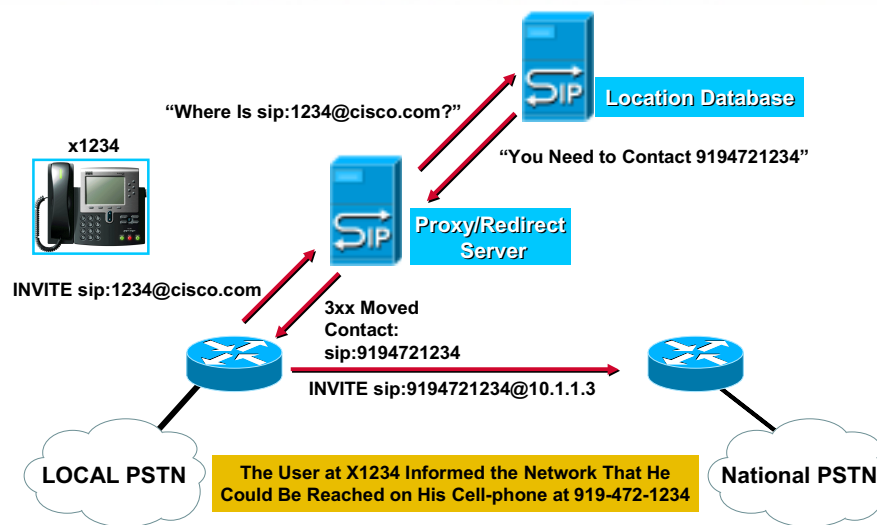 SIP
Location Database
“Where Is sip:1234@cisco.com?”
x1234
“You Need to Contact 9194721234”
SIP
Proxy/Redirect
Server
INVITE sip:1234@cisco.com
3xx Moved
Contact:
sip:9194721234
INVITE sip:9194721234@10.1.1.3
LOCAL PSTN
The User at X1234 Informed the Network That He
Could Be Reached on His Cell-phone at 919-472-1234
National PSTN